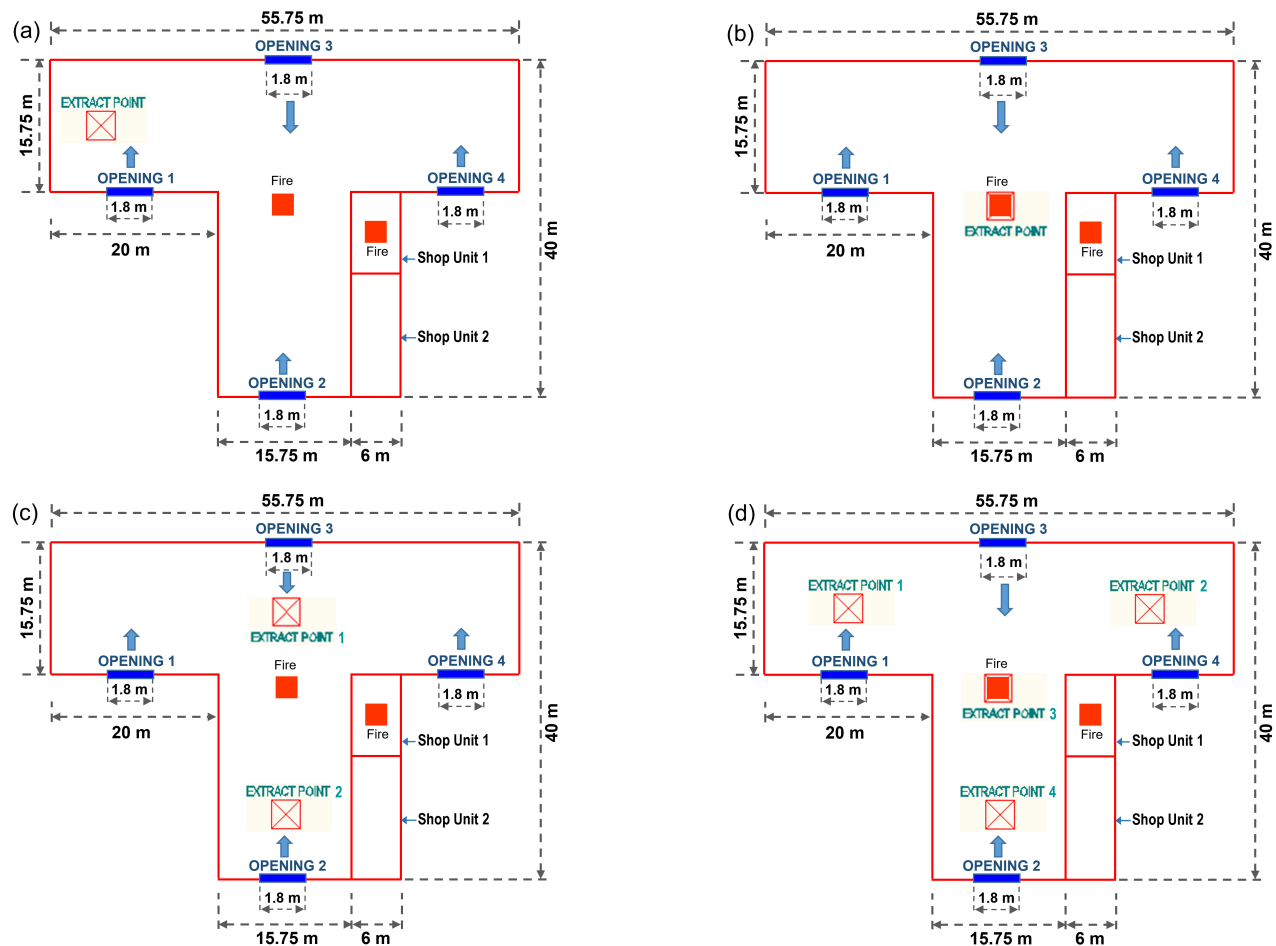 (a)
55.75 m
OPENING 3
1.8 m
15.75 m
EXTRACT POINT
OPENING 1
1.8 m
20 m
Fire
OPENING 4
1.8 m
Fire
Shop Unit 1
Shop Unit 2
40 m
OPENING 2
1.8 m
15.75 m
6 m
(b)
55.75 m
OPENING 3
1.8 m
15.75 m
OPENING 1
1.8 m
20 m
Fire
EXTRACT POINT
OPENING 4
1.8 m
Fire
Shop Unit 1
Shop Unit 2
40 m
OPENING 2
1.8 m
15.75 m
6 m
(c)
55.75 m
OPENING 3
1.8 m
15.75 m
EXTRACT POINT 1
OPENING 1
1.8 m
20 m
Fire
OPENING 4
1.8 m
Fire
Shop Unit 1
EXTRACT POINT 2
Shop Unit 2
40 m
OPENING 2
1.8 m
15.75 m
6 m
(d)
55.75 m
OPENING 3
1.8 m
15.75 m
EXTRACT POINT 1
EXTRACT POINT 2
OPENING 1
1.8 m
20 m
Fire
EXTRACT POINT 3
OPENING 4
1.8 m
Fire
Shop Unit 1
EXTRACT POINT 4
Shop Unit 2
40 m
OPENING 2
1.8 m
15.75 m
6 m